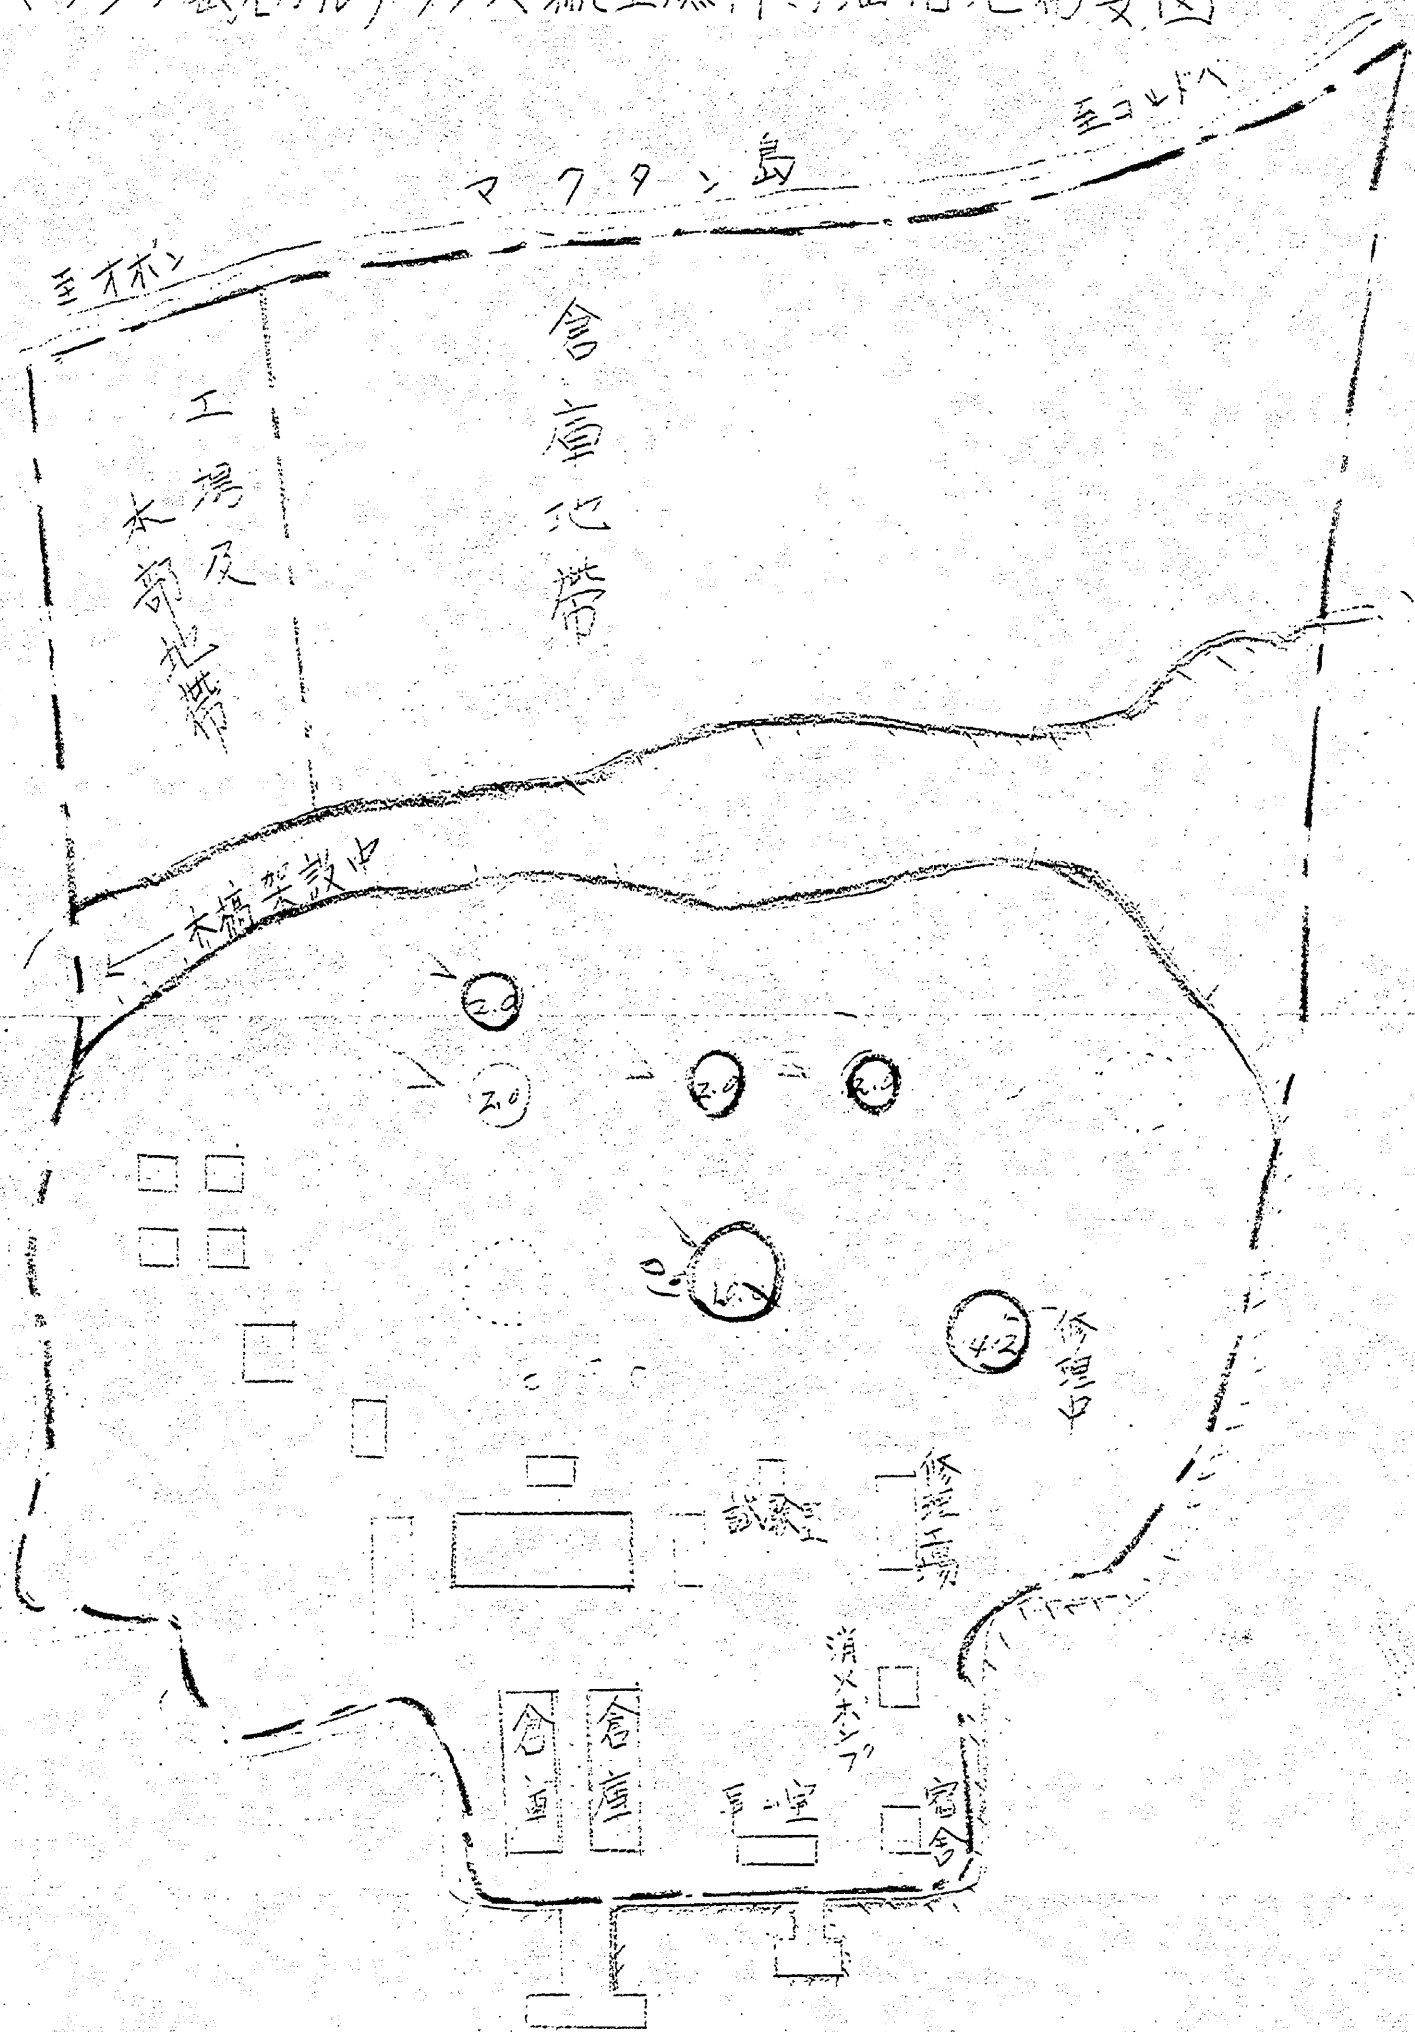 至コルドバ
マクタン島
至オポン
倉庫地帯
工場及
本部地帯
木橋架設中
2.0
2.0
2.0
2.0
10.0
4.2
修理中
試験室
修理工場
消火ポンプ
倉庫
倉庫
宿舎